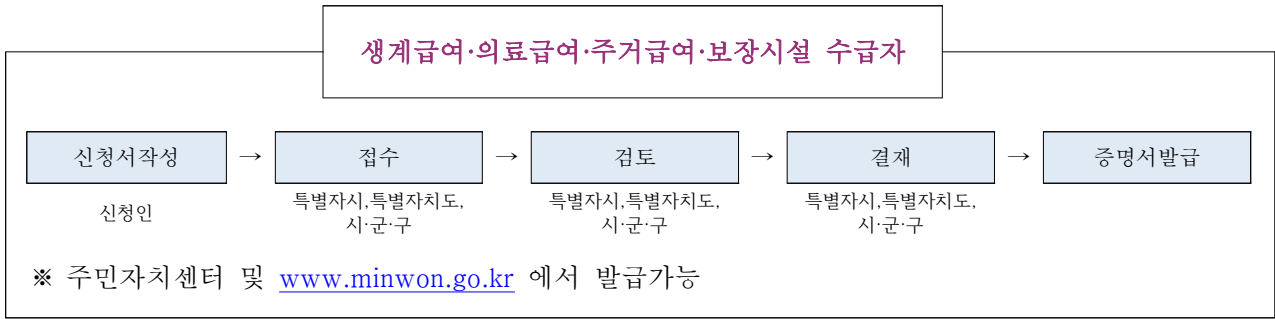 생계급여·의료급여·주거급여·보장시설 수급자
신청서작성 → 접수 → 검토 → 결재 → 증명서발급
신청인
특별자시,특별자치도,
시·군·구
특별자시,특별자치도,
시·군·구
특별자시,특별자치도,
시·군·구
※ 주민자치센터 및 www.minwon.go.kr 에서 발급가능